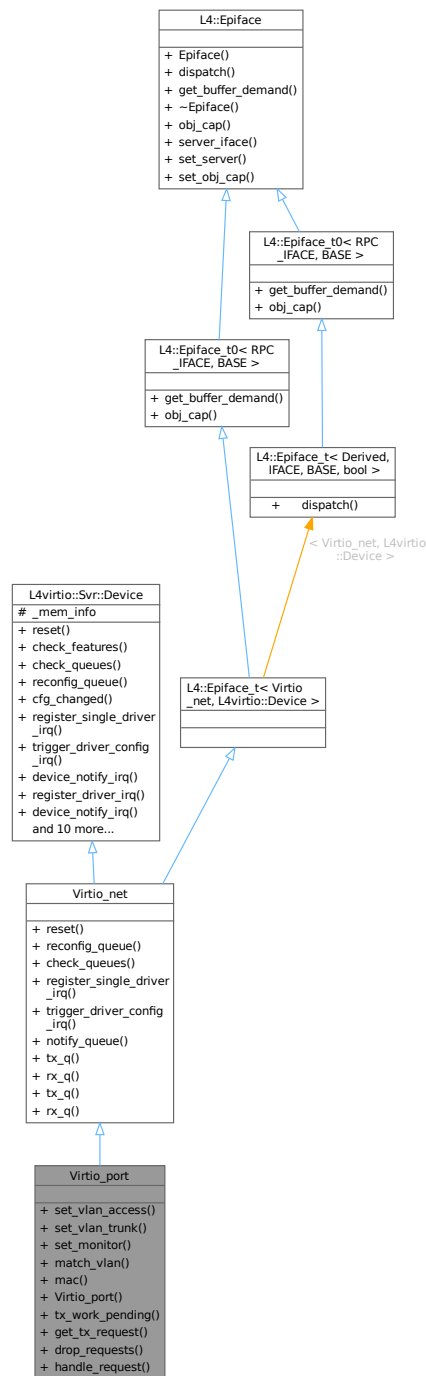 L4::Epiface
+ Epiface()
+ dispatch()
+ get_buffer_demand()
+ ~Epiface()
+ obj_cap()
+ server_iface()
+ set_server()
+ set_obj_cap()
L4::Epiface_t0< RPC
_IFACE, BASE >
+ get_buffer_demand()
+ obj_cap()
L4::Epiface_t0< RPC
_IFACE, BASE >
+ get_buffer_demand()
+ obj_cap()
L4::Epiface_t< Derived,
IFACE, BASE, bool >
+ dispatch()
< Virtio_net, L4virtio
::Device >
L4virtio::Svr::Device
# _mem_info
+ reset()
+ check_features()
+ check_queues()
+ reconfig_queue()
+ cfg_changed()
+ register_single_driver
_irq()
+ trigger_driver_config
_irq()
+ device_notify_irq()
+ register_driver_irq()
+ device_notify_irq()
and 10 more...
L4::Epiface_t< Virtio
_net, L4virtio::Device >
Virtio_net
+ reset()
+ reconfig_queue()
+ check_queues()
+ register_single_driver
_irq()
+ trigger_driver_config
_irq()
+ notify_queue()
+ tx_q()
+ rx_q()
+ tx_q()
+ rx_q()
Virtio_port
+ set_vlan_access()
+ set_vlan_trunk()
+ set_monitor()
+ match_vlan()
+ mac()
+ Virtio_port()
+ tx_work_pending()
+ get_tx_request()
+ drop_requests()
+ handle_request()